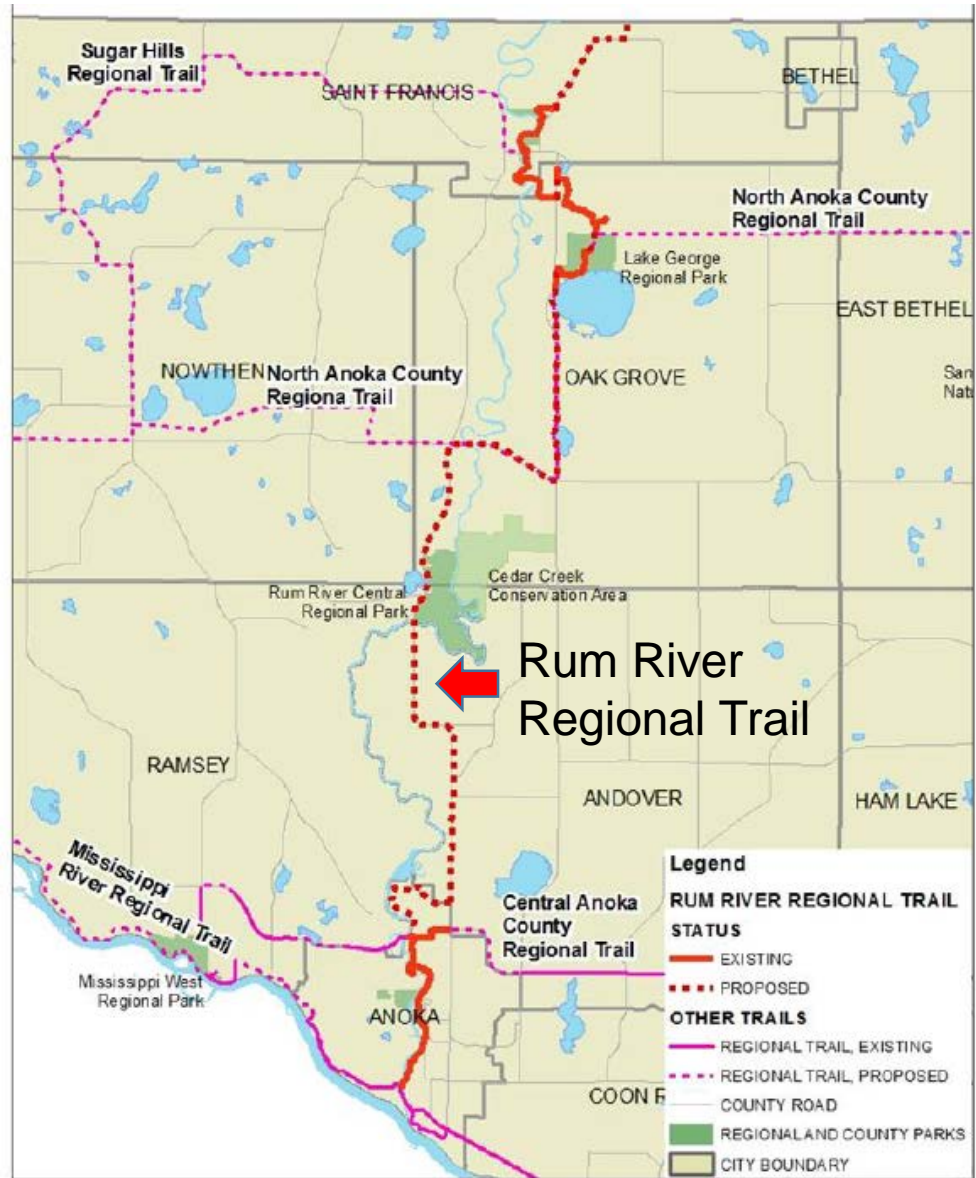 Sugar Hills
Regional Trail
SAINT FRANCIS
BETHEL
North Anoka County
Regional Trail
Lake George
Regional Park
EAST BETHEL
NOWTHEN
North Anoka County
Regiona Trail
OAK GROVE
San
Natu
Rum River Central
Regional Park
Cedar Creek
Conservation Area
Rum River
Regional Trail
RAMSEY
ANDOVER
HAM LAKE
Mississippi
River Regional Trail
Central Anoka
County
Regional Trail
Mississippi West
Regional Park
ANOKA
COON R
Legend
RUM RIVER REGIONAL TRAIL
STATUS
EXISTING
PROPOSED
OTHER TRAILS
REGIONAL TRAIL, EXISTING
REGIONAL TRAIL, PROPOSED
COUNTY ROAD
REGIONAL AND COUNTY PARKS
CITY BOUNDARY